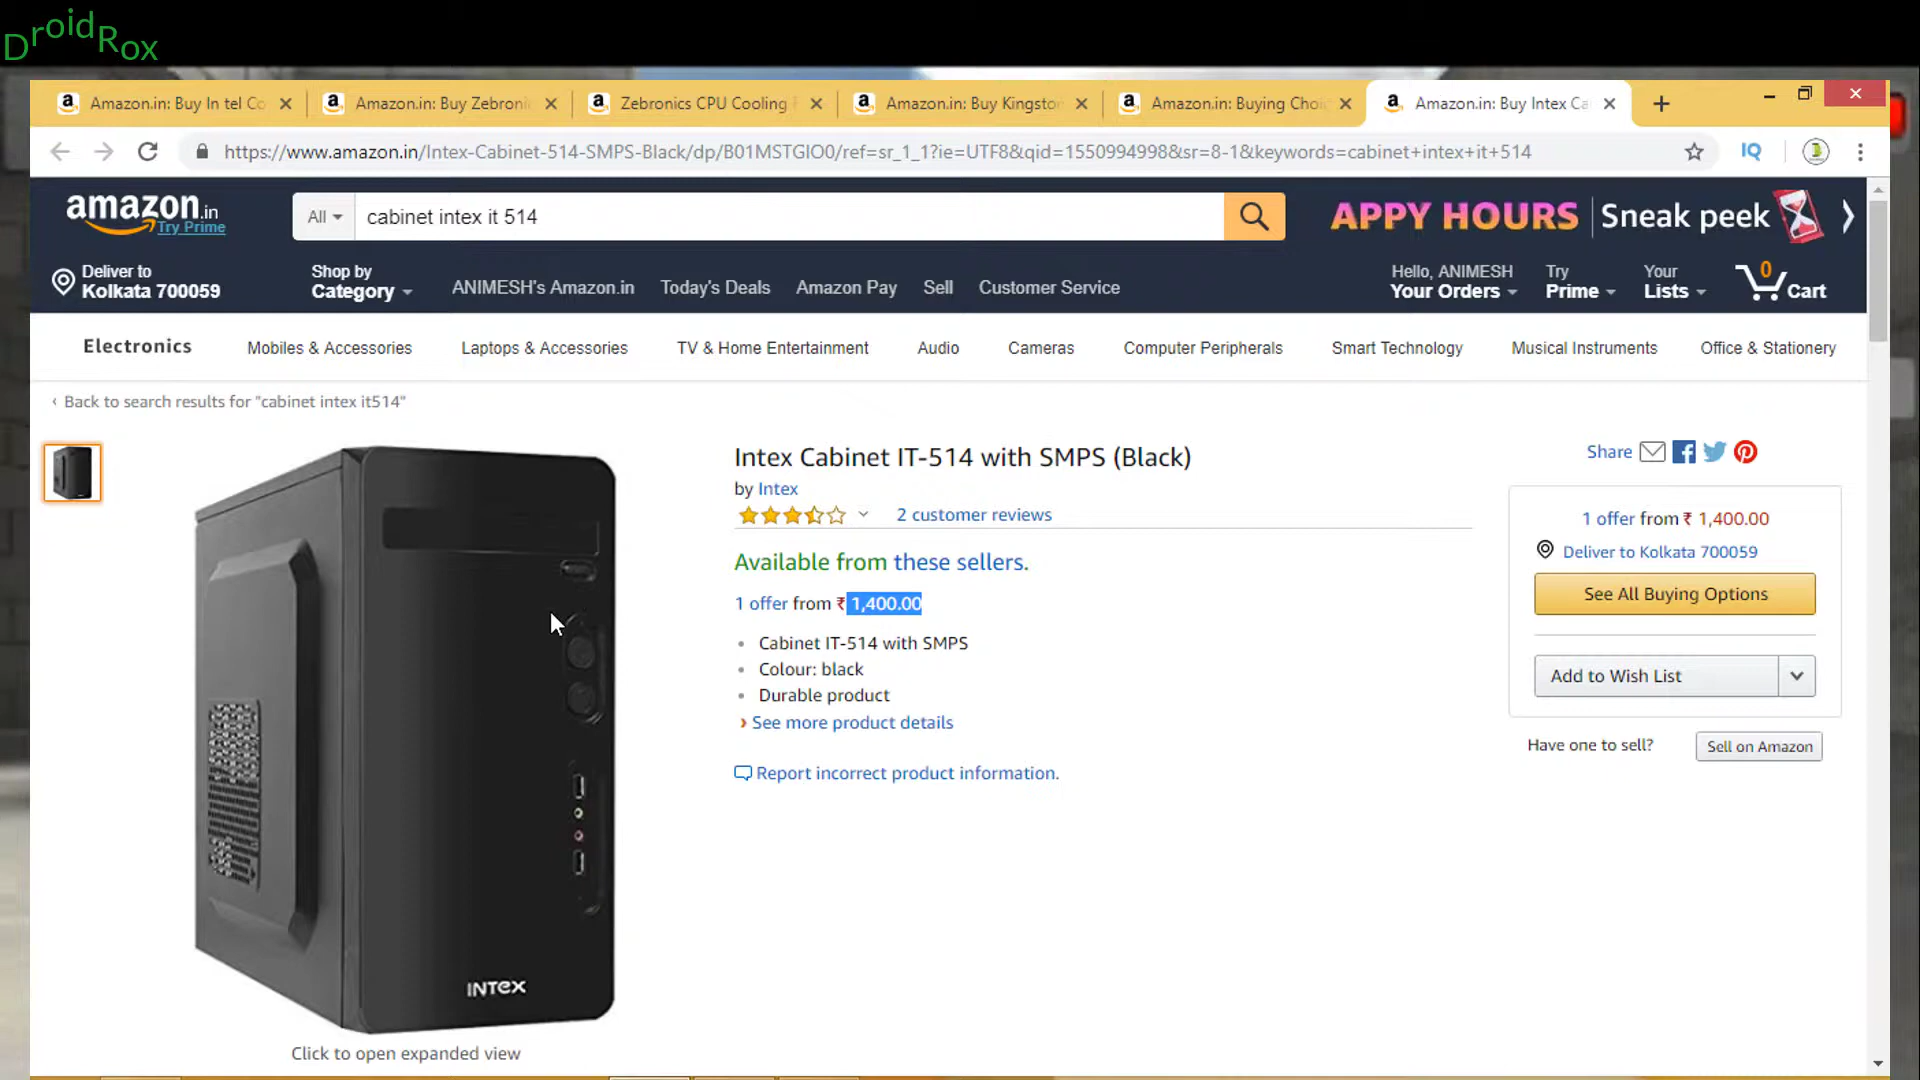 DroidRox
Amazon.in: Buy In tel Co
Amazon.in: Buy Zebroni
Zebronics CPU Cooling F
Amazon.in: Buy Kingston
Amazon.in: Buying Choi
Amazon.in: Buy Intex Ca
https://www.amazon.in/Intex-Cabinet-514-SMPS-Black/dp/B01MSTGIO0/ref=sr_1_1?ie=UTF8&qid=1550994998&sr=8-1&keywords=cabinet+intex+it+514
IQ
amazon.in
Try Prime
All
cabinet intex it 514
APPY HOURS Sneak peek
Deliver to
Kolkata 700059
Shop by
Category
ANIMESH's Amazon.in Today's Deals Amazon Pay Sell Customer Service
Hello, ANIMESH
Your Orders
Try
Prime
Your
Lists
0
Cart
Electronics Mobiles & Accessories Laptops & Accessories TV & Home Entertainment Audio Cameras Computer Peripherals Smart Technology Musical Instruments Office & Stationery
‹ Back to search results for "cabinet intex it514"
Intex Cabinet IT-514 with SMPS (Black)
by Intex
2 customer reviews
Available from these sellers.
1 offer from ₹ 1,400.00
• Cabinet IT-514 with SMPS
• Colour: black
• Durable product
› See more product details
Report incorrect product information.
Share
1 offer from ₹ 1,400.00
Deliver to Kolkata 700059
See All Buying Options
Add to Wish List
Have one to sell?
Sell on Amazon
INTEX
Click to open expanded view